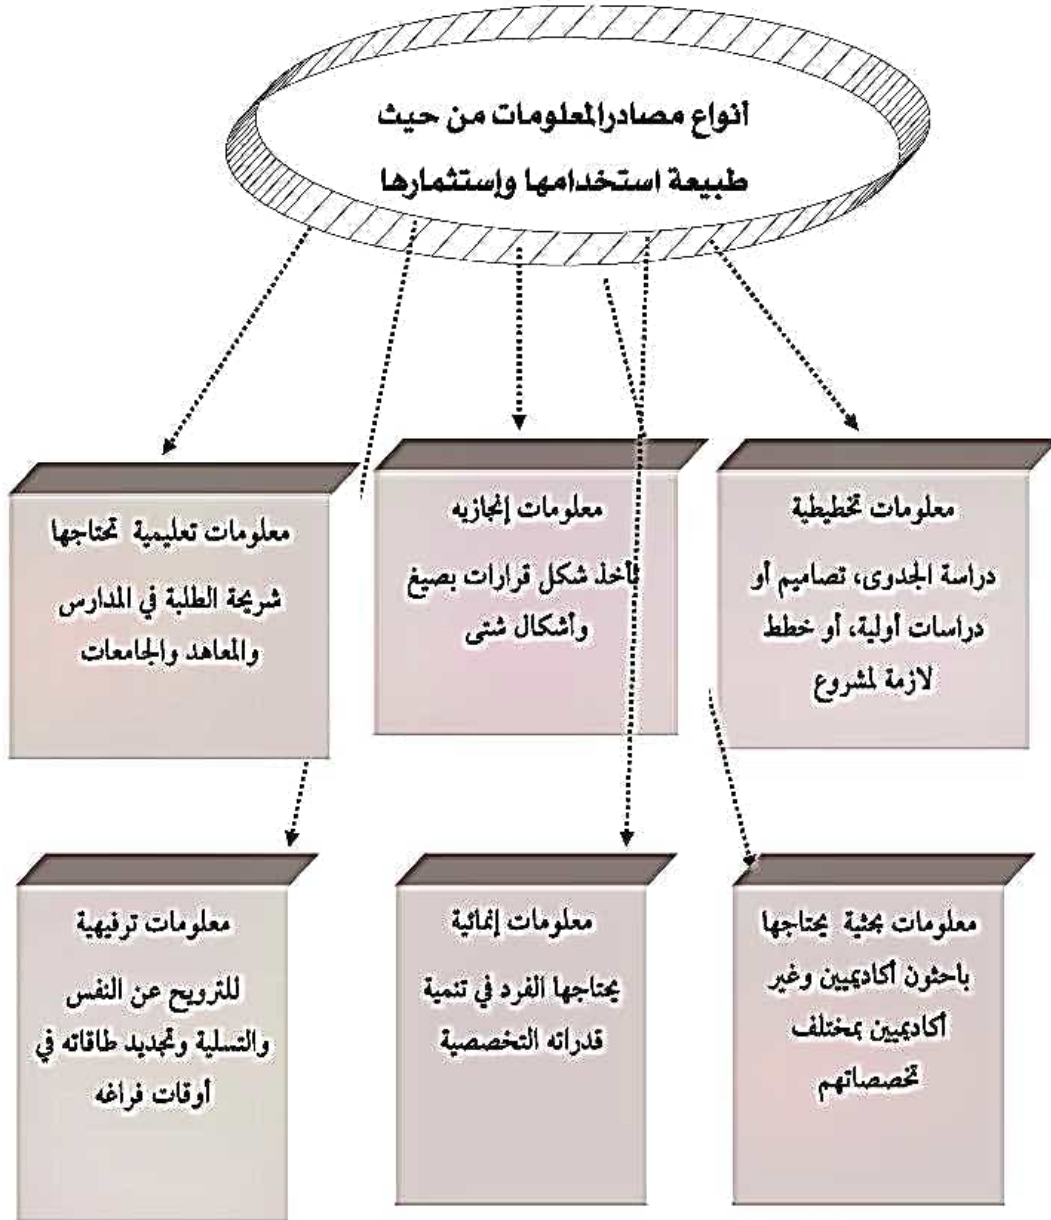 أنواع مصادرالمعلومات من حيث
طبيعة استخدامها وإستثمارها
معلومات تخطيطية
دراسة الجدوى، تصاميم أو
دراسات أولية، أو خطط
لازمة لمشروع
معلومات إنجازيه
تأخذ شكل قرارات بصيغ
وأشكال شتى
معلومات تعليمية تحتاجها
شريحة الطلبة في المدارس
والمعاهد والجامعات
معلومات بحثية يحتاجها
باحثون أكاديميين وغير
أكاديميين بمختلف
تخصصاتهم
معلومات إنمائية
يحتاجها الفرد في تنمية
قدراته التخصصية
معلومات ترفيهية
للترويح عن النفس
والتسلية وتجديد طاقاته في
أوقات فراغه